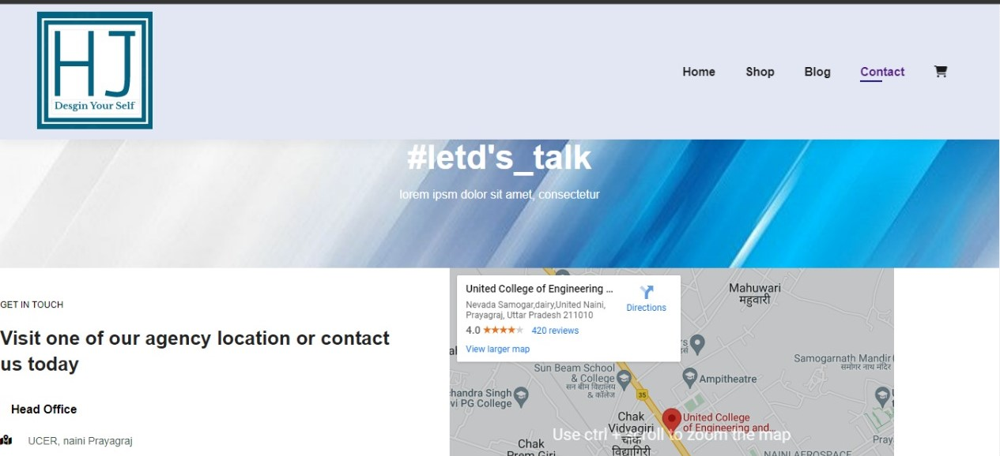 HJ
Desgin Your Self
Home Shop Blog Contact
#letd's_talk
lorem ipsm dolor sit amet, consectetur
GET IN TOUCH
Visit one of our agency location or contact
us today
Head Office
UCER, naini Prayagraj
United College of Engineering ...
Nevada Samogar,dairy,United Naini,
Prayagraj, Uttar Pradesh 211010
Directions
4.0 420 reviews
View larger map
Mahuwari
महुवारी
Samogarnath Mandir
समोगर नाथ मंदिर
Sun Beam School
& College
सन बीम विद्यालय
& कॉलेज
Ampitheatre
chandra Singh
vi PG College
35
United College
of Engineering and...
Chak
Vidvagiri
चाक
विद्यागिरी
Use ctrl + scroll to zoom the map
Chak
Prem Giri
Pray
NAINI AEROSPACE